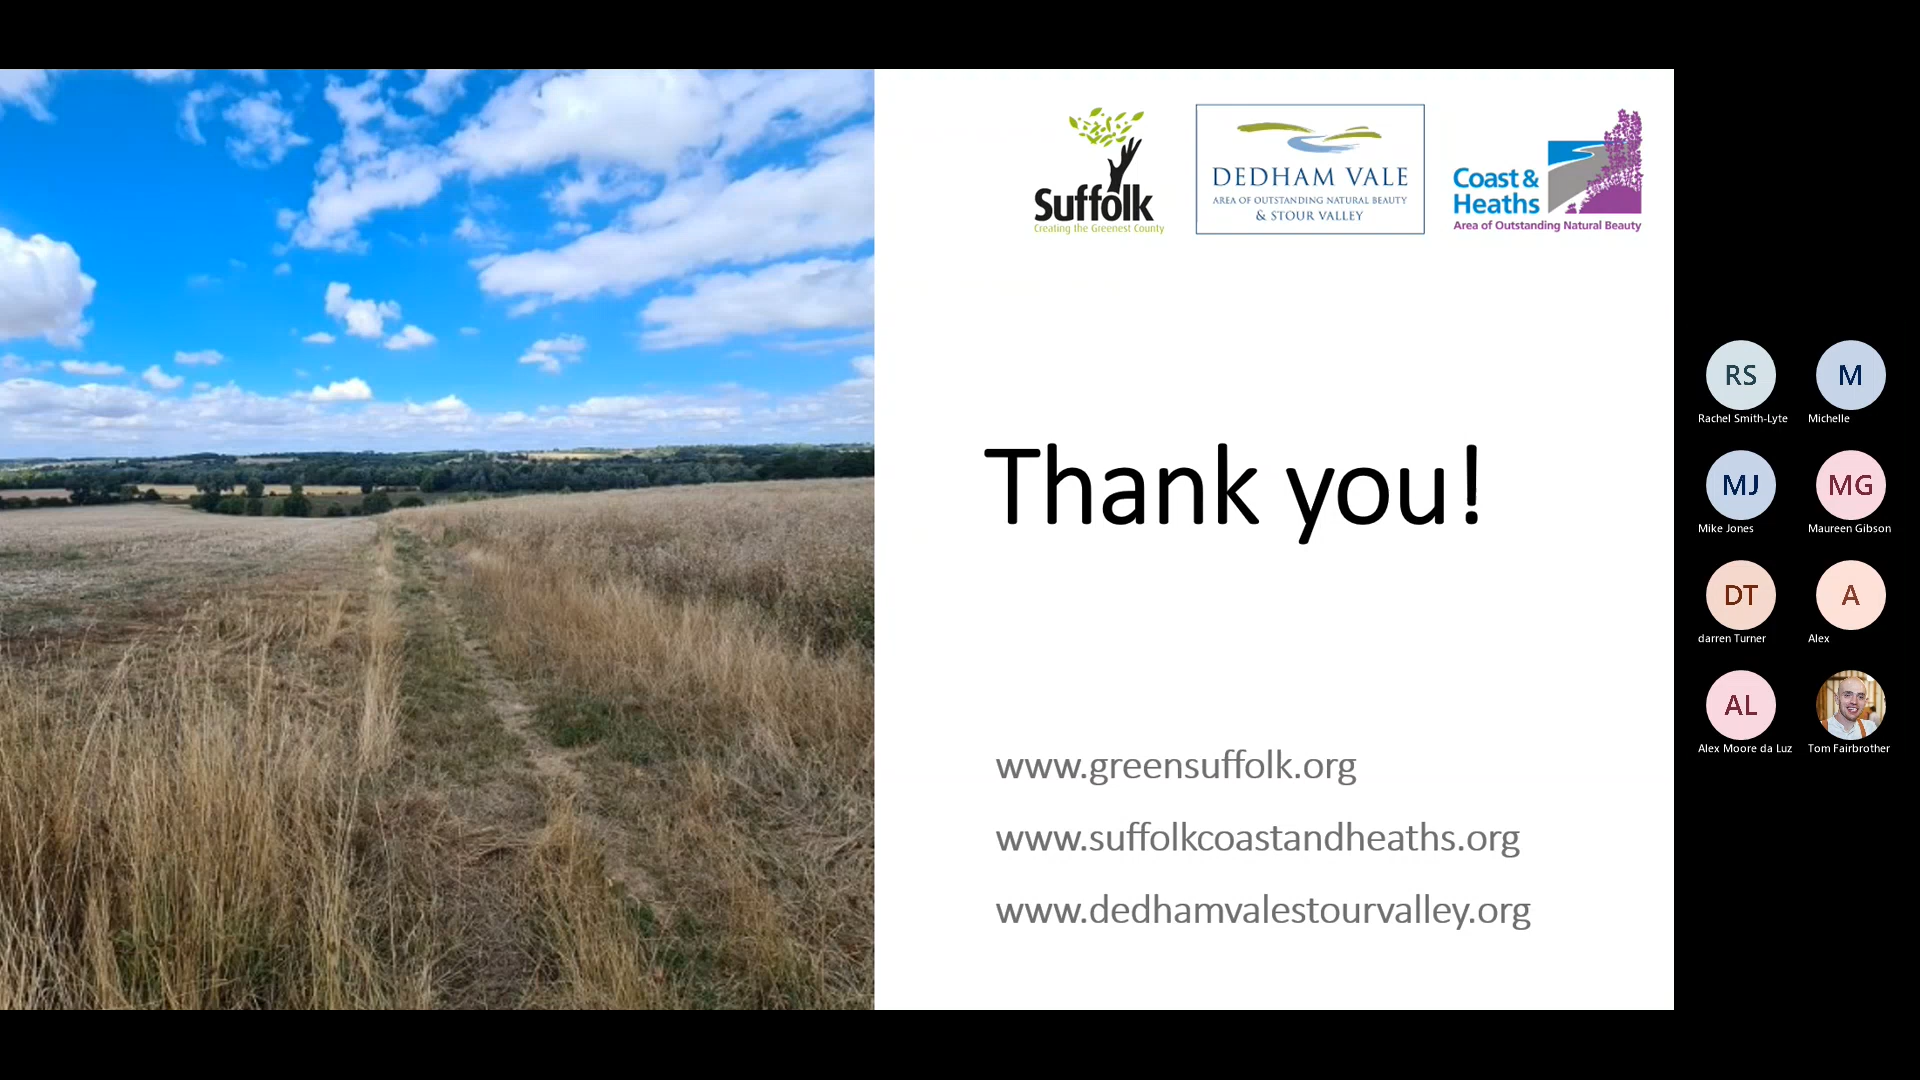 Suffolk
Creating the Greenest County
DEDHAM VALE
AREA OF OUTSTANDING NATURAL BEAUTY
& STOUR VALLEY
Coast &
Heaths
Area of Outstanding Natural Beauty
Thank you!
www.greensuffolk.org
www.suffolkcoastandheaths.org
www.dedhamvalestourvalley.org
RS
Rachel Smith-Lyte
M
Michelle
MJ
Mike Jones
MG
Maureen Gibson
DT
darren Turner
A
Alex
AL
Alex Moore da Luz
Tom Fairbrother